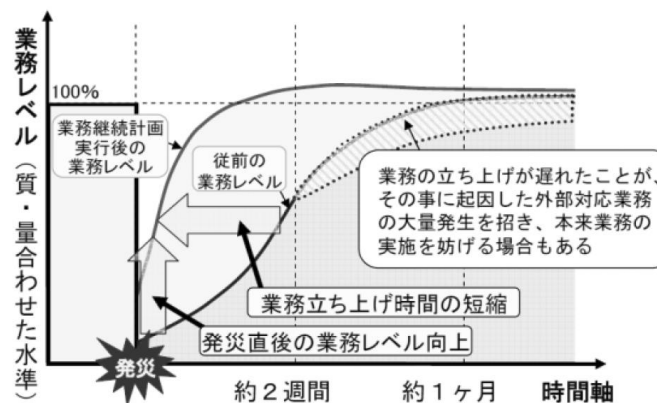 業務レベル（質・量合わせた水準）
100%
業務継続計画
実行後の
業務レベル
従前の
業務レベル
業務の立ち上げが遅れたことが、
その事に起因した外部対応業務
の大量発生を招き、本来業務の
実施を妨げる場合もある
業務立ち上げ時間の短縮
発災直後の業務レベル向上
発災
約２週間
約１ヶ月
時間軸